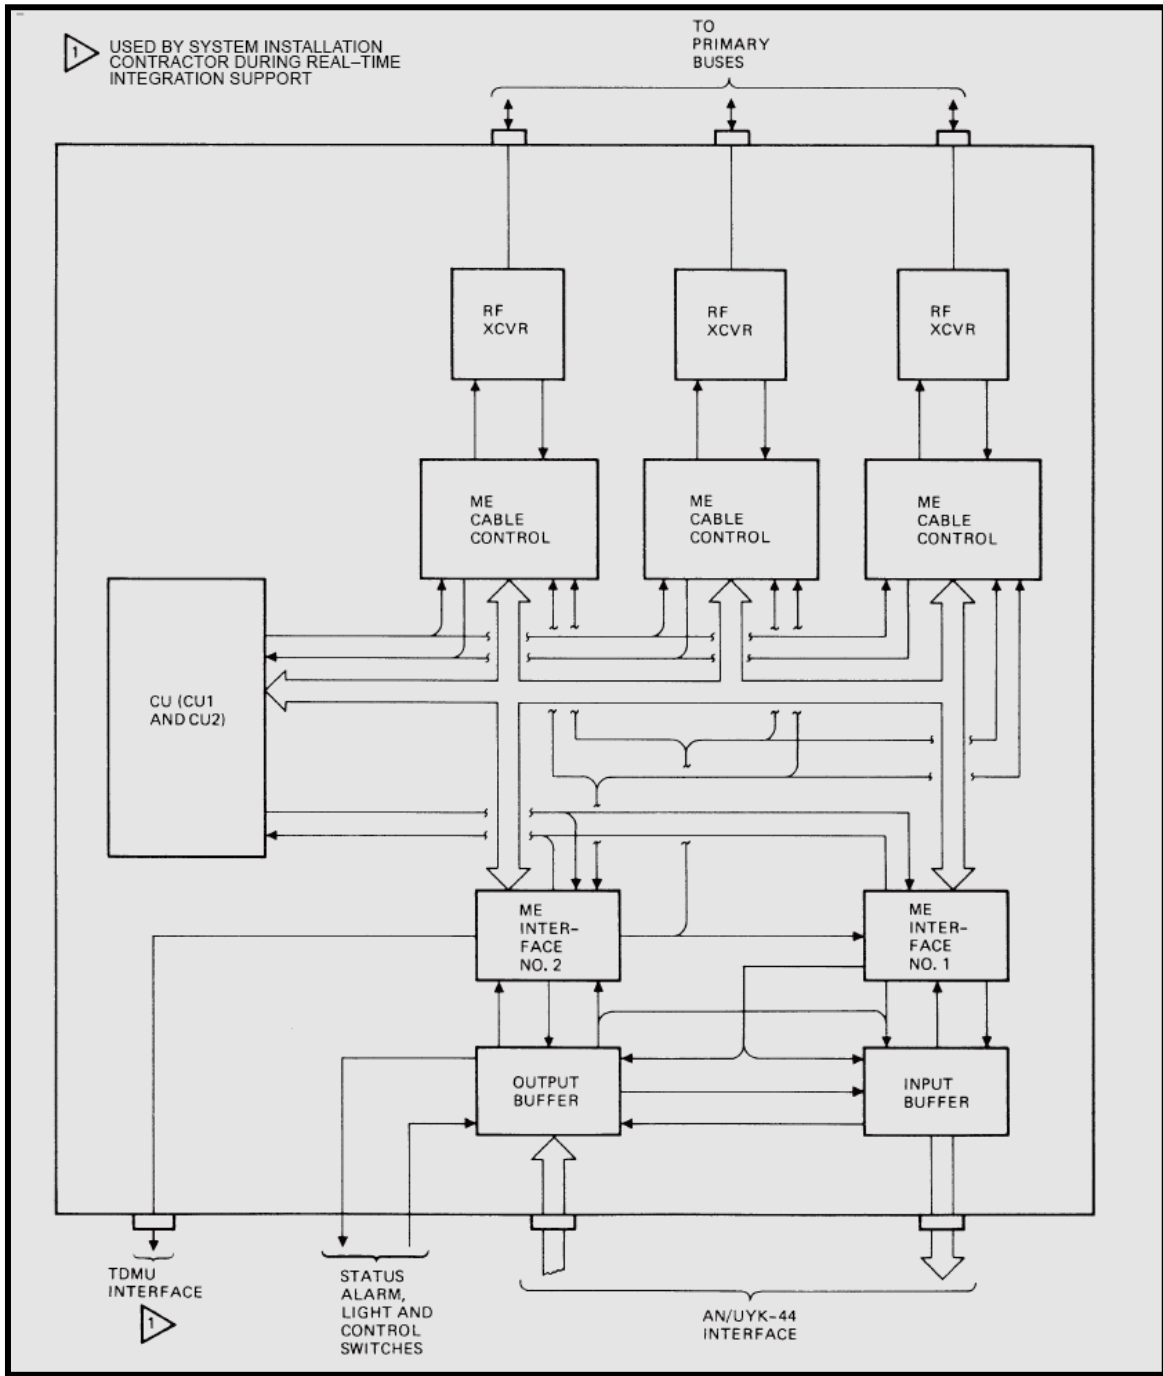 TO
PRIMARY
BUSES
1
USED BY SYSTEM INSTALLATION
CONTRACTOR DURING REAL–TIME
INTEGRATION SUPPORT
RF
XCVR
RF
XCVR
RF
XCVR
ME
CABLE
CONTROL
ME
CABLE
CONTROL
ME
CABLE
CONTROL
CU (CU1
AND CU2)
ME
INTER–
FACE
NO. 2
ME
INTER–
FACE
NO. 1
OUTPUT
BUFFER
INPUT
BUFFER
TDMU
INTERFACE
1
STATUS
ALARM,
LIGHT AND
CONTROL
SWITCHES
AN/UYK–44
INTERFACE